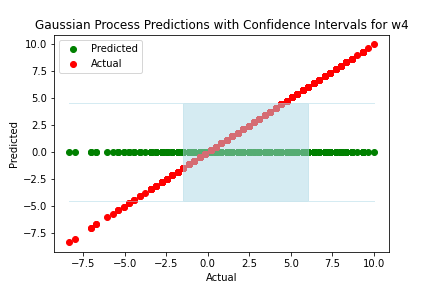 Gaussian Process Predictions with Confidence Intervals for w4
Predicted
Actual
10.0
7.5
5.0
2.5
0.0
−2.5
−5.0
−7.5
Predicted
−7.5 −5.0 −2.5 0.0 2.5 5.0 7.5 10.0
Actual